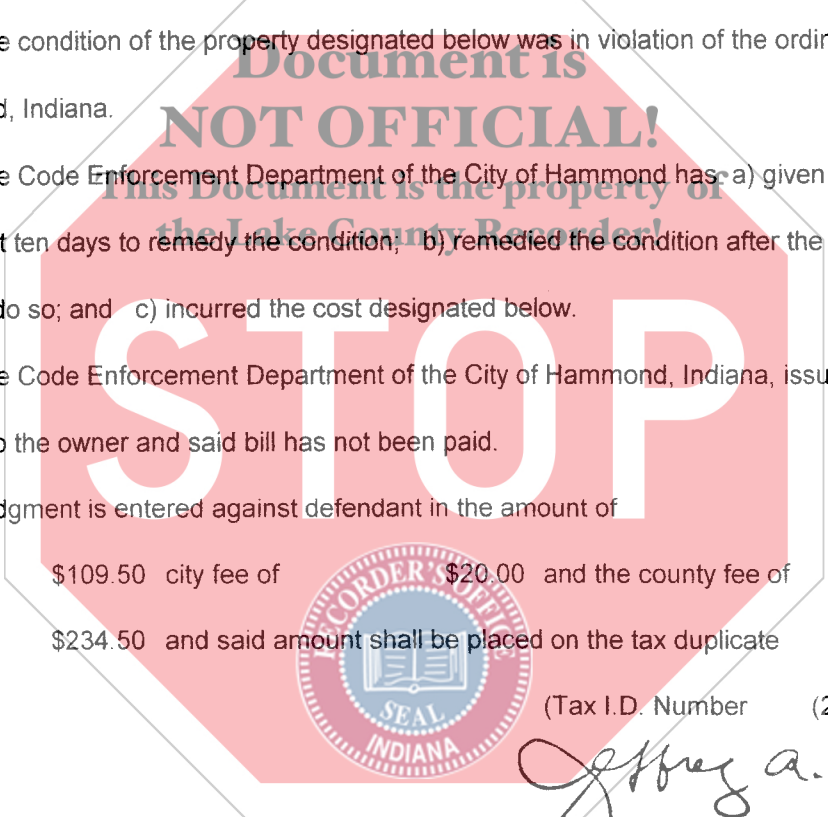 e condition of the property designated below was in violation of the ordin
Document is
d, Indiana.
NOT OFFICIAL!
e Code Enforcement Department of the City of Hammond has a) given
This Document is the property of
t ten days to remedy the condition; b) remedied the condition after the
the Lake County Recorder!
do so; and c) incurred the cost designated below.
e Code Enforcement Department of the City of Hammond, Indiana, issu
STOP
o the owner and said bill has not been paid.
dgment is entered against defendant in the amount of
$109.50 city fee of $20.00 and the county fee of
$234.50 and said amount shall be placed on the tax duplicate
RECORDER'S OFFICE
SEAL
INDIANA
(Tax I.D. Number (2
Jeffrey a.